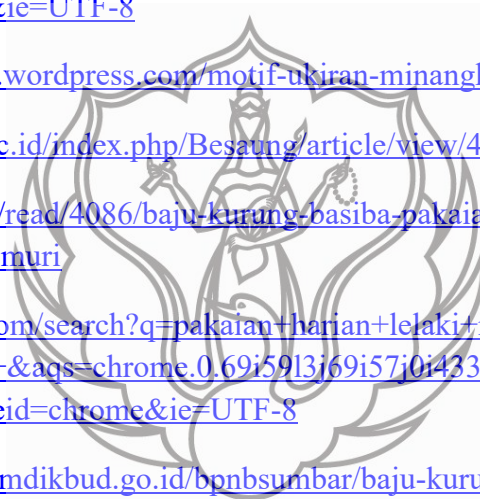 ie=UTF-8
.wordpress.com/motif-ukiran-minangl
c.id/index.php/Besaung/article/view/4
/read/4086/baju-kurung-basiba-pakaia
muri
om/search?q=pakaian+harian+lelaki+
+&aqs=chrome.0.69i59l3j69i57j0i433
eid=chrome&ie=UTF-8
mdikbud.go.id/bpnbsumbar/baju-kuru